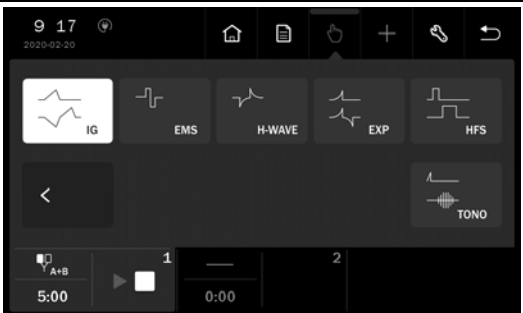 9 17
2020-02-20
IG
EMS
H-WAVE
EXP
HFS
TONO
A+B
1
5:00
2
0:00